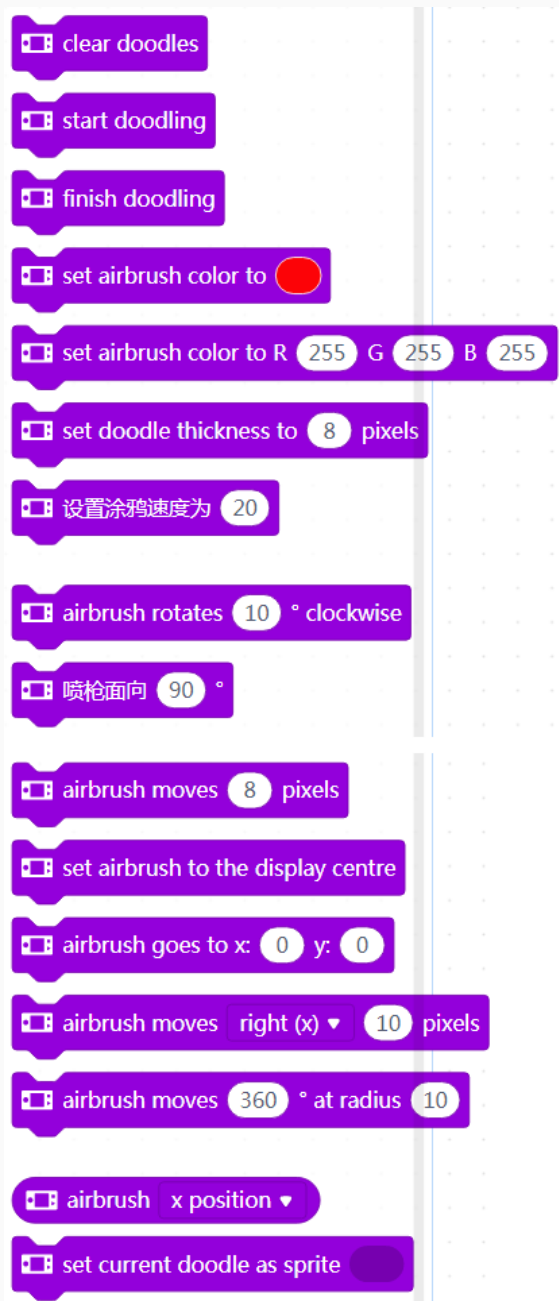 clear doodles
start doodling
finish doodling
set airbrush color to
set airbrush color to R 255 G 255 B 255
set doodle thickness to 8 pixels
设置涂鸦速度为 20
airbrush rotates 10 ° clockwise
喷枪面向 90 °
airbrush moves 8 pixels
set airbrush to the display centre
airbrush goes to x: 0 y: 0
airbrush moves right (x) 10 pixels
airbrush moves 360 ° at radius 10
airbrush x position
set current doodle as sprite